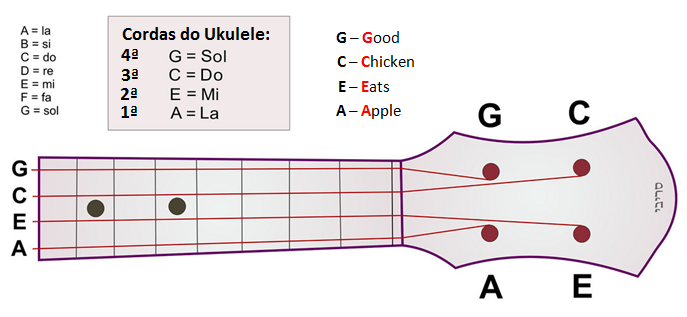 A = la
B = si
C = do
D = re
E = mi
F = fa
G = sol
Cordas do Ukulele:
4ª G = Sol
3ª C = Do
2ª E = Mi
1ª A = La
G – Good
C – Chicken
E – Eats
A – Apple
G C
G
C
E
A
A E